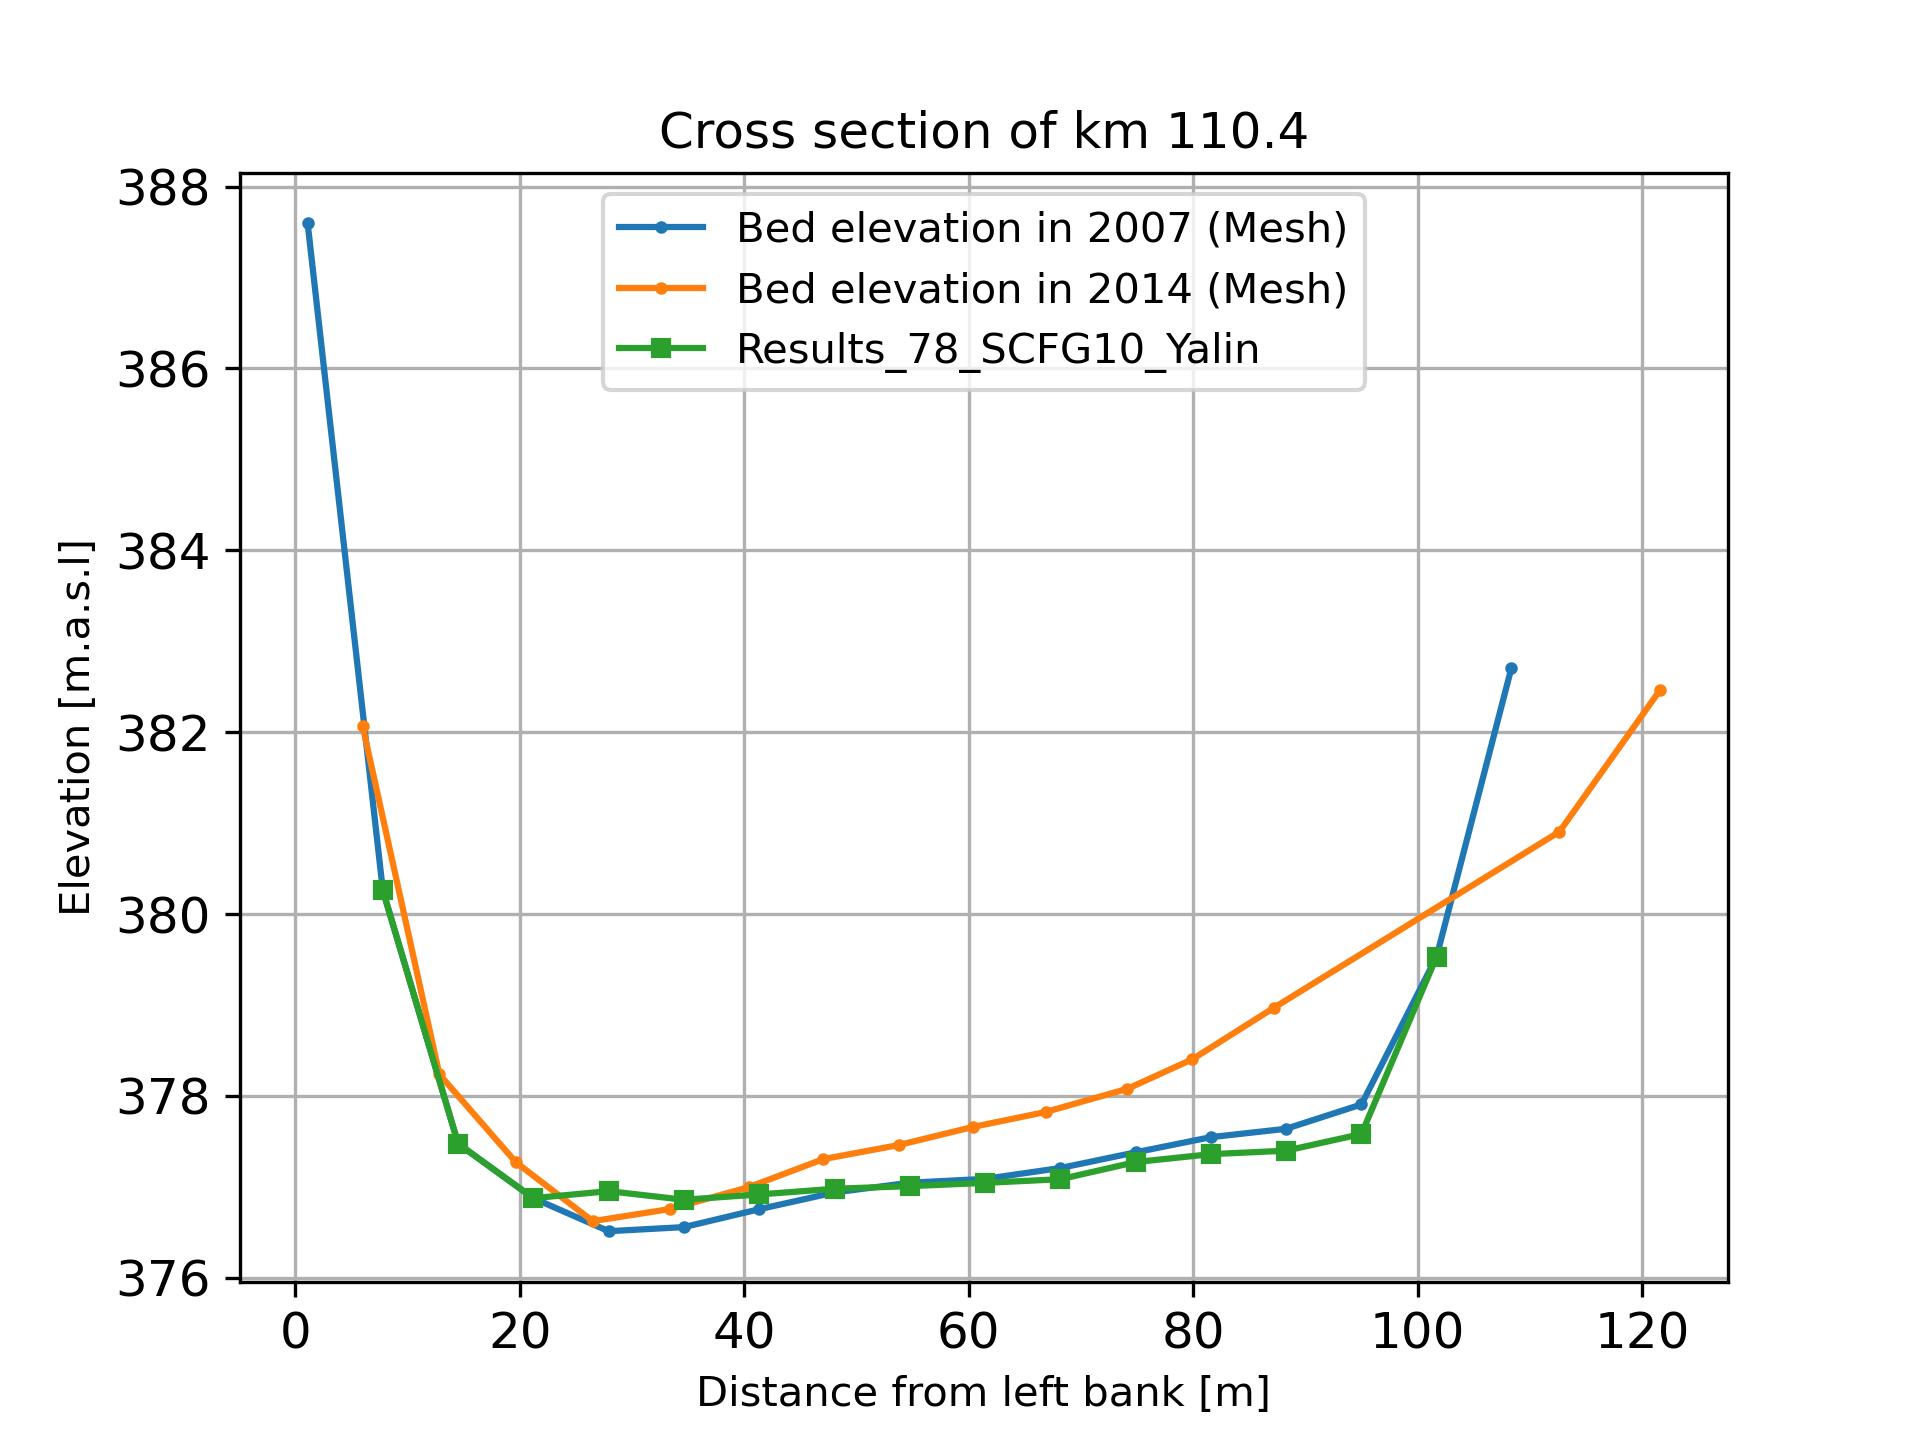 Cross section of km 110.4
Bed elevation in 2007 (Mesh)
Bed elevation in 2014 (Mesh)
Results_78_SCFG10_Yalin
Elevation [m.a.s.l]
388
386
384
382
380
378
376
0 20 40 60 80 100 120
Distance from left bank [m]